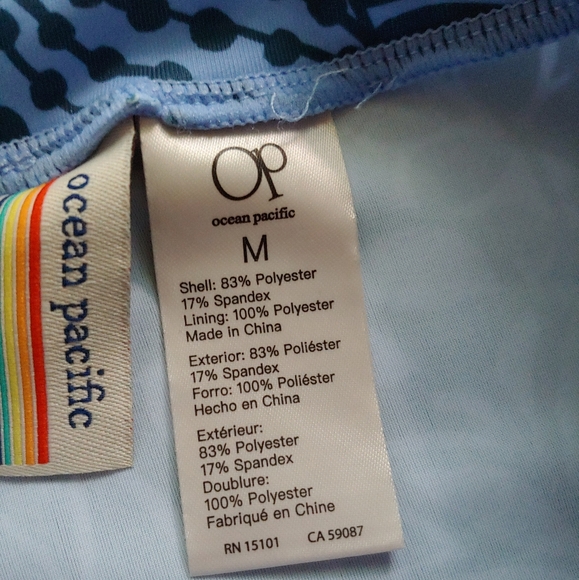 ocean pacific
Op
ocean pacific
M
Shell: 83% Polyester
17% Spandex
Lining: 100% Polyester
Made in China
Exterior: 83% Poliéster
17% Spandex
Forro: 100% Poliéster
Hecho en China
Extérieur:
83% Polyester
17% Spandex
Doublure:
100% Polyester
Fabriqué en Chine
RN 15101 CA 59087